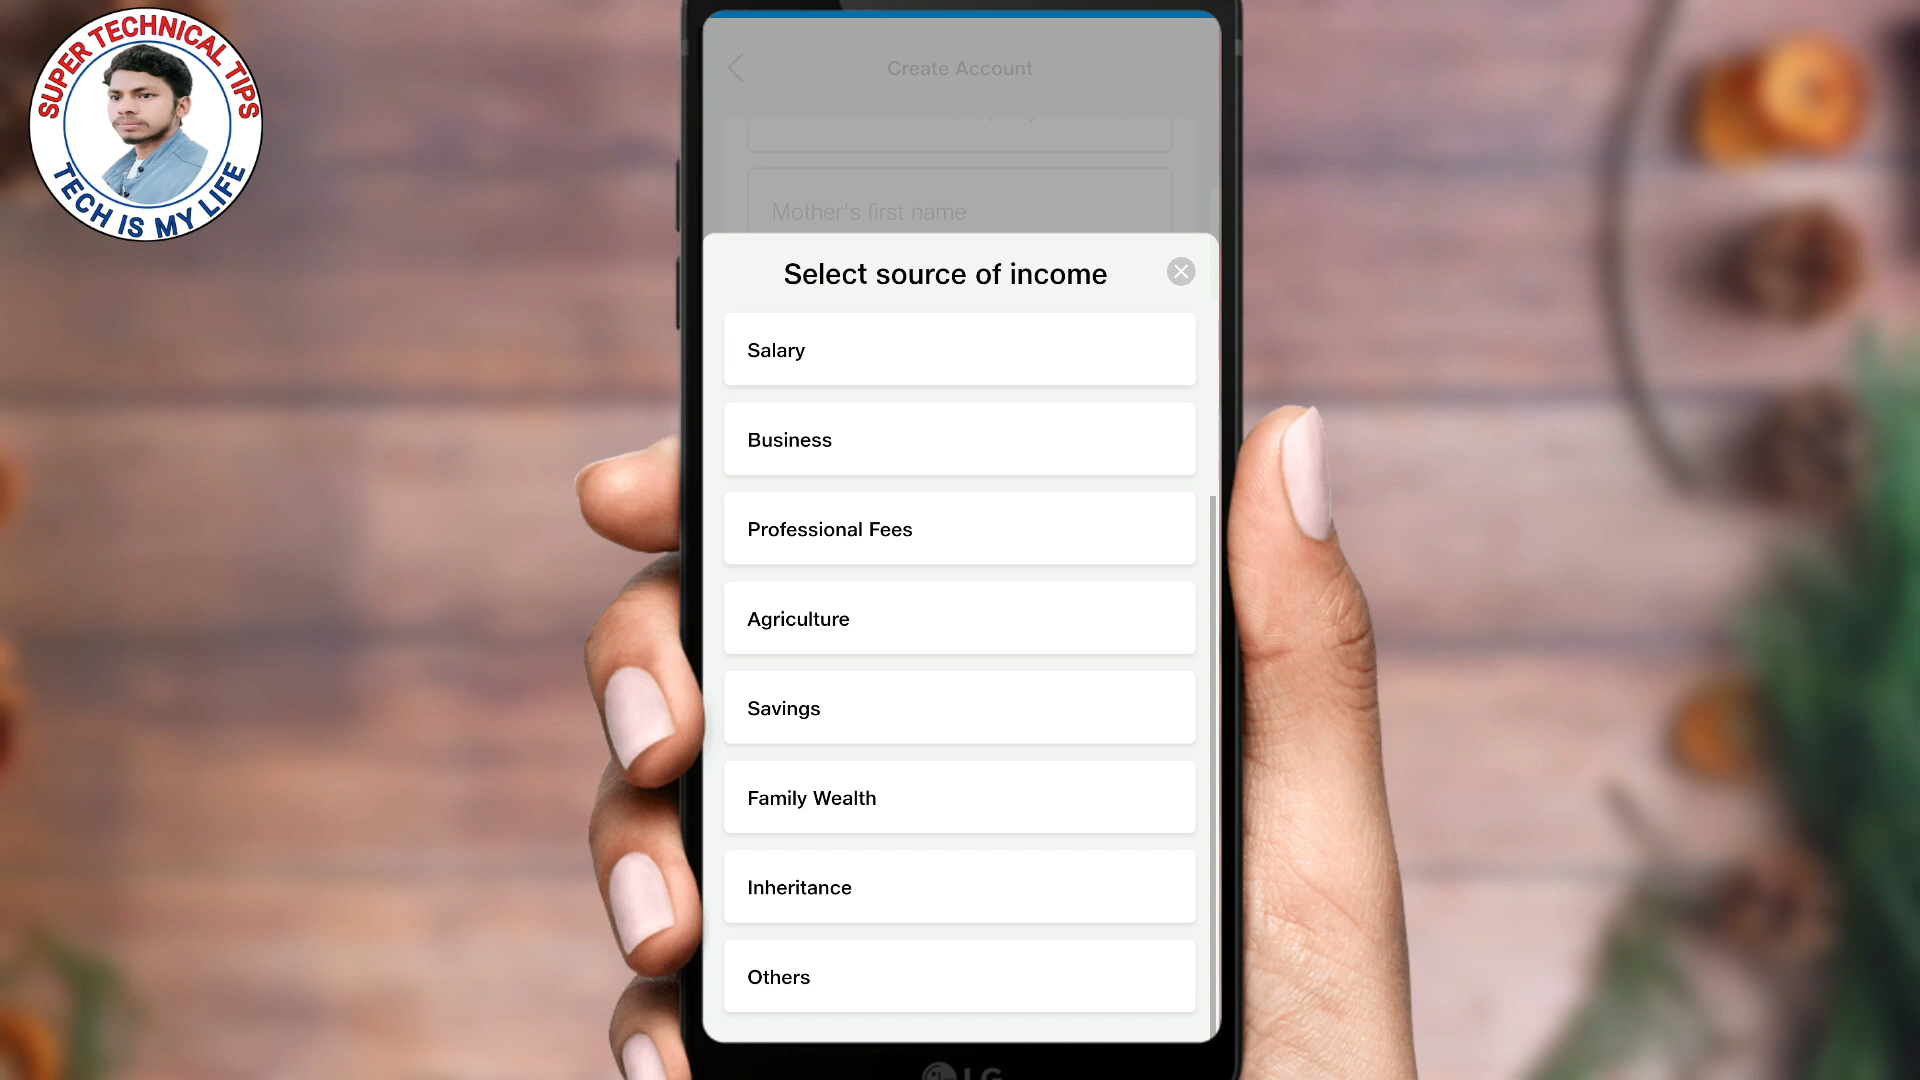 SUPER TECHNICAL TIPS
TECH IS MY LIFE
Create Account
Mother's first name
Select source of income
Salary
Business
Professional Fees
Agriculture
Savings
Family Wealth
Inheritance
Others
LG